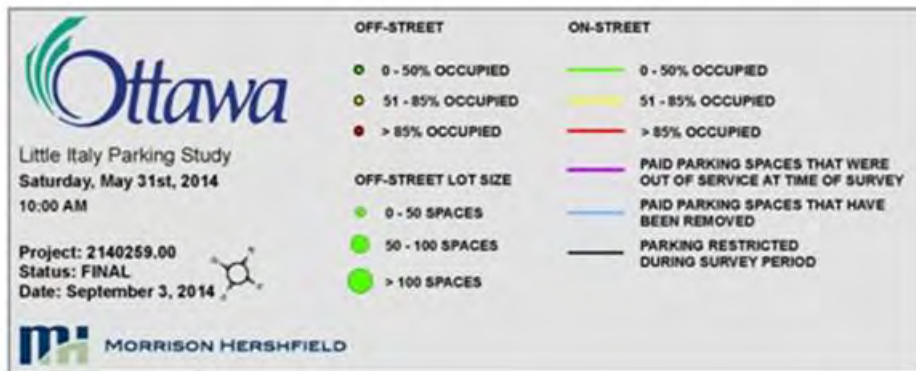 Ottawa
Little Italy Parking Study
Saturday, May 31st, 2014
10:00 AM
Project: 2140259.00
Status: FINAL
Date: September 3, 2014
MORRISON HERSHFIELD
OFF-STREET
0 - 50% OCCUPIED
51 - 85% OCCUPIED
> 85% OCCUPIED
OFF-STREET LOT SIZE
0 - 50 SPACES
50 - 100 SPACES
> 100 SPACES
ON-STREET
0 - 50% OCCUPIED
51 - 85% OCCUPIED
> 85% OCCUPIED
PAID PARKING SPACES THAT WERE
OUT OF SERVICE AT TIME OF SURVEY
PAID PARKING SPACES THAT HAVE
BEEN REMOVED
PARKING RESTRICTED
DURING SURVEY PERIOD